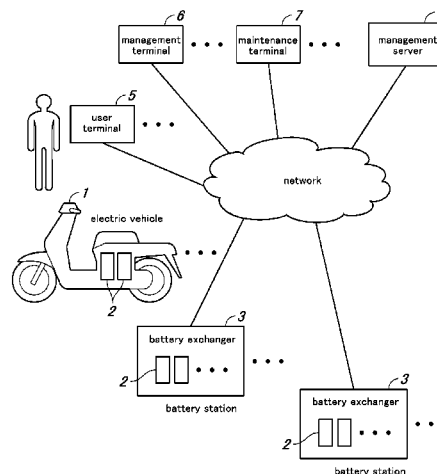 6
management
terminal
7
maintenance
terminal
management
server
5
user
terminal
network
1
electric vehicle
2
3
battery exchanger
2
battery station
3
battery exchanger
2
battery station